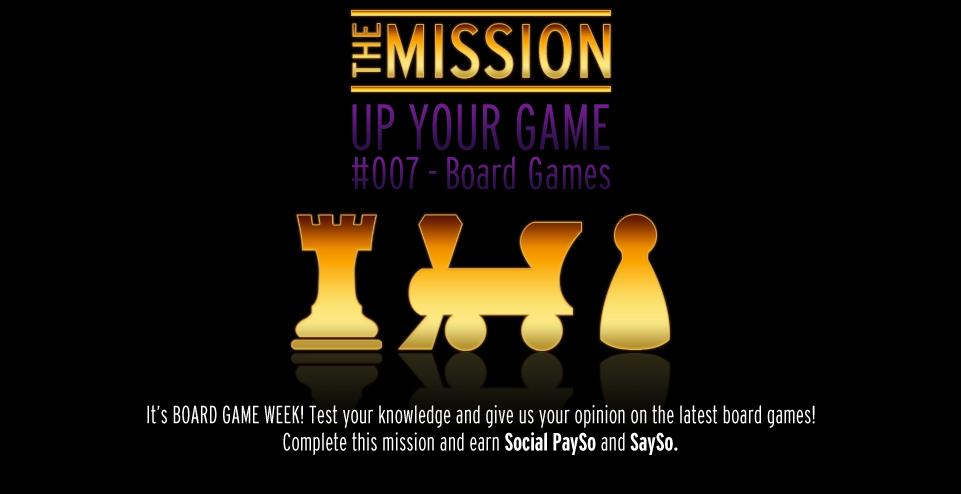 THE MISSION
UP YOUR GAME
#007 - Board Games
It's BOARD GAME WEEK! Test your knowledge and give us your opinion on the latest board games!
Complete this mission and earn Social PaySo and SaySo.